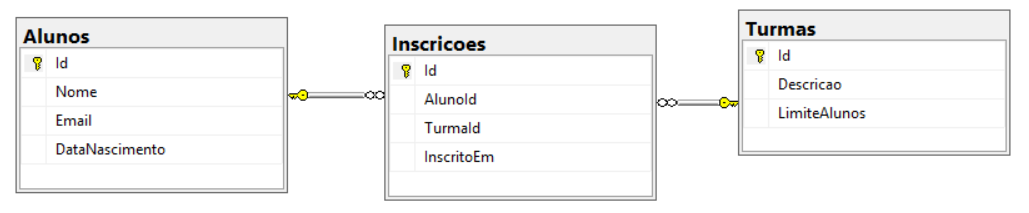 Alunos
Id
Nome
Email
DataNascimento
Inscricoes
Id
AlunoId
TurmaId
InscritoEm
Turmas
Id
Descricao
LimiteAlunos